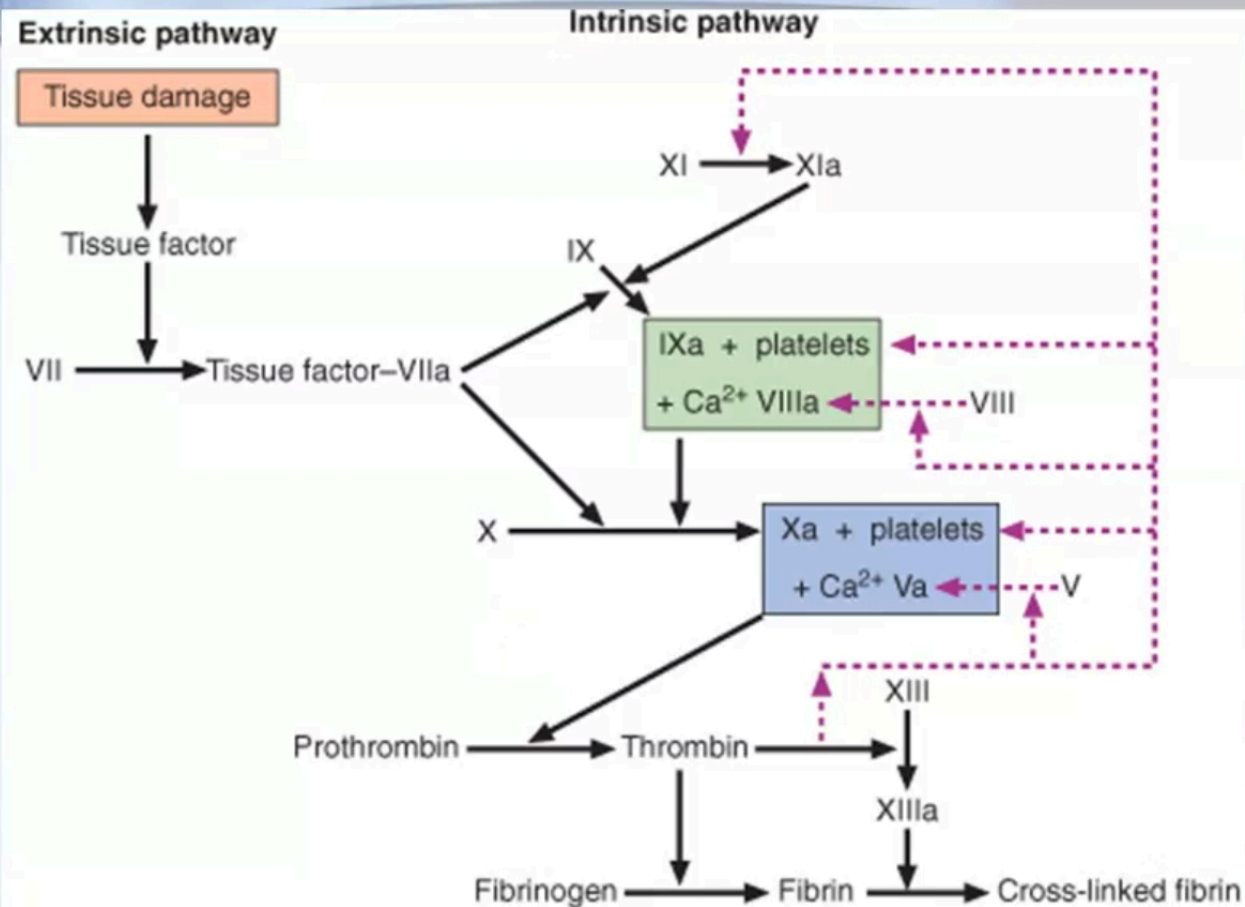 Extrinsic pathway
Intrinsic pathway
Tissue damage
XI
XIa
Tissue factor
IX
IXa + platelets
+ Ca²⁺ VIIIa
VIII
VII
Tissue factor–VIIa
X
Xa + platelets
+ Ca²⁺ Va
V
XIII
Prothrombin
Thrombin
XIIIa
Fibrinogen
Fibrin
Cross-linked fibrin